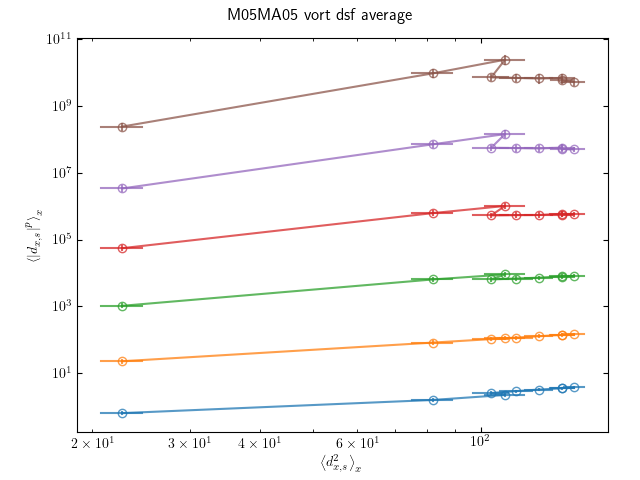 M05MA05 vort dsf average
10^{11}
10^9
10^7
10^5
10^3
10^1
⟨|d_{x,s}|^p⟩_x
2 × 10^1
3 × 10^1
4 × 10^1
6 × 10^1
10^2
⟨d^2_{x,s}⟩_x